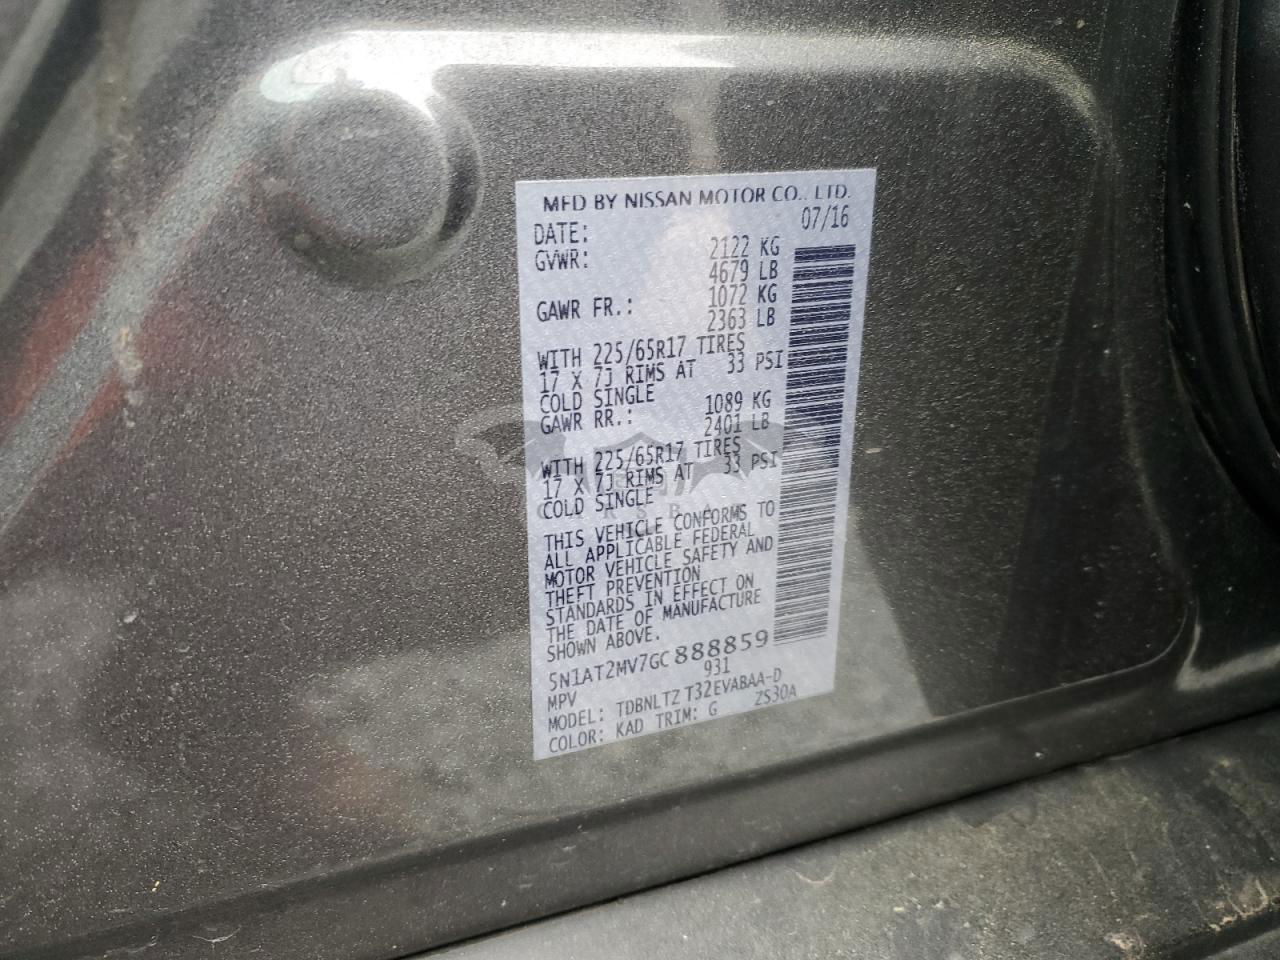 MFD BY NISSAN MOTOR CO., LTD.
DATE: 07/16
GVWR: 2122 KG
4679 LB
GAWR FR.: 1072 KG
2363 LB
WITH 225/65R17 TIRES
17 X 7J RIMS AT 33 PSI
COLD SINGLE
GAWR RR.: 1089 KG
2401 LB
WITH 225/65R17 TIRES
17 X 7J RIMS AT 33 PSI
COLD SINGLE
THIS VEHICLE CONFORMS TO
ALL APPLICABLE FEDERAL
MOTOR VEHICLE SAFETY AND
THEFT PREVENTION
STANDARDS IN EFFECT ON
THE DATE OF MANUFACTURE
SHOWN ABOVE.
5N1AT2MV7GC888859
MPV 931
MODEL: TDBNLTZ T32EVABAA-D
COLOR: KAD TRIM: G ZS30A